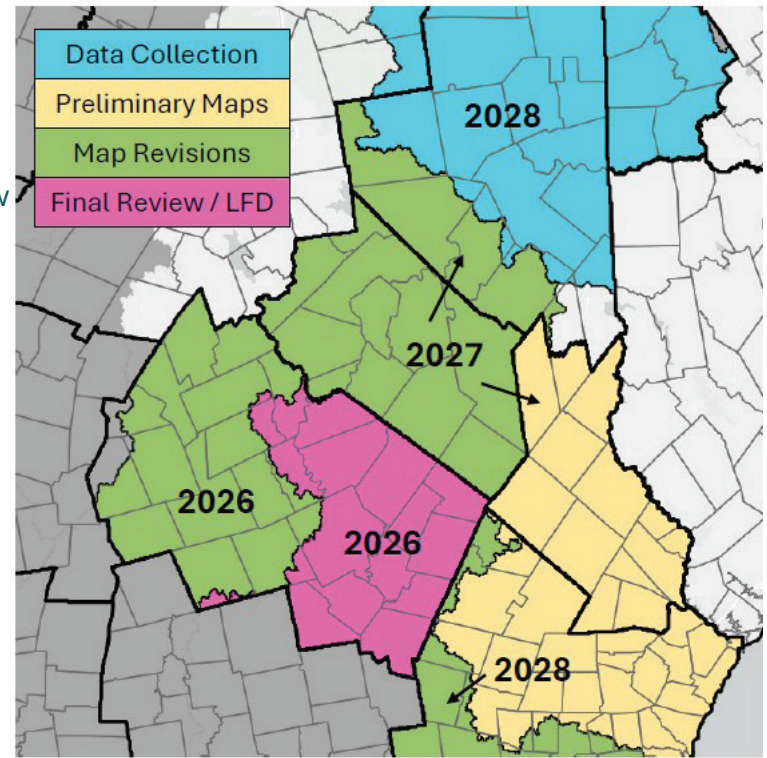 Data Collection
Preliminary Maps
Map Revisions
Final Review / LFD
2028
2027
2026
2026
2028